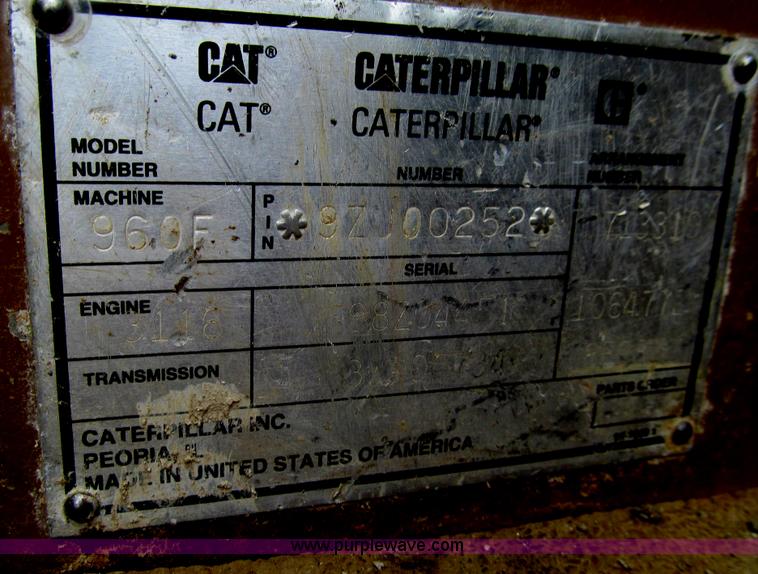 CAT® CATERPILLAR®
CAT® CATERPILLAR®
MODEL NUMBER
NUMBER
ARRANGEMENT NUMBER
MACHINE
960F
PIN
*9ZJ00252*
SERIAL
ENGINE
3116
TRANSMISSION
PARTS ORDER
CATERPILLAR INC.
PEORIA, IL
MADE IN UNITED STATES OF AMERICA
www.purplewave.com